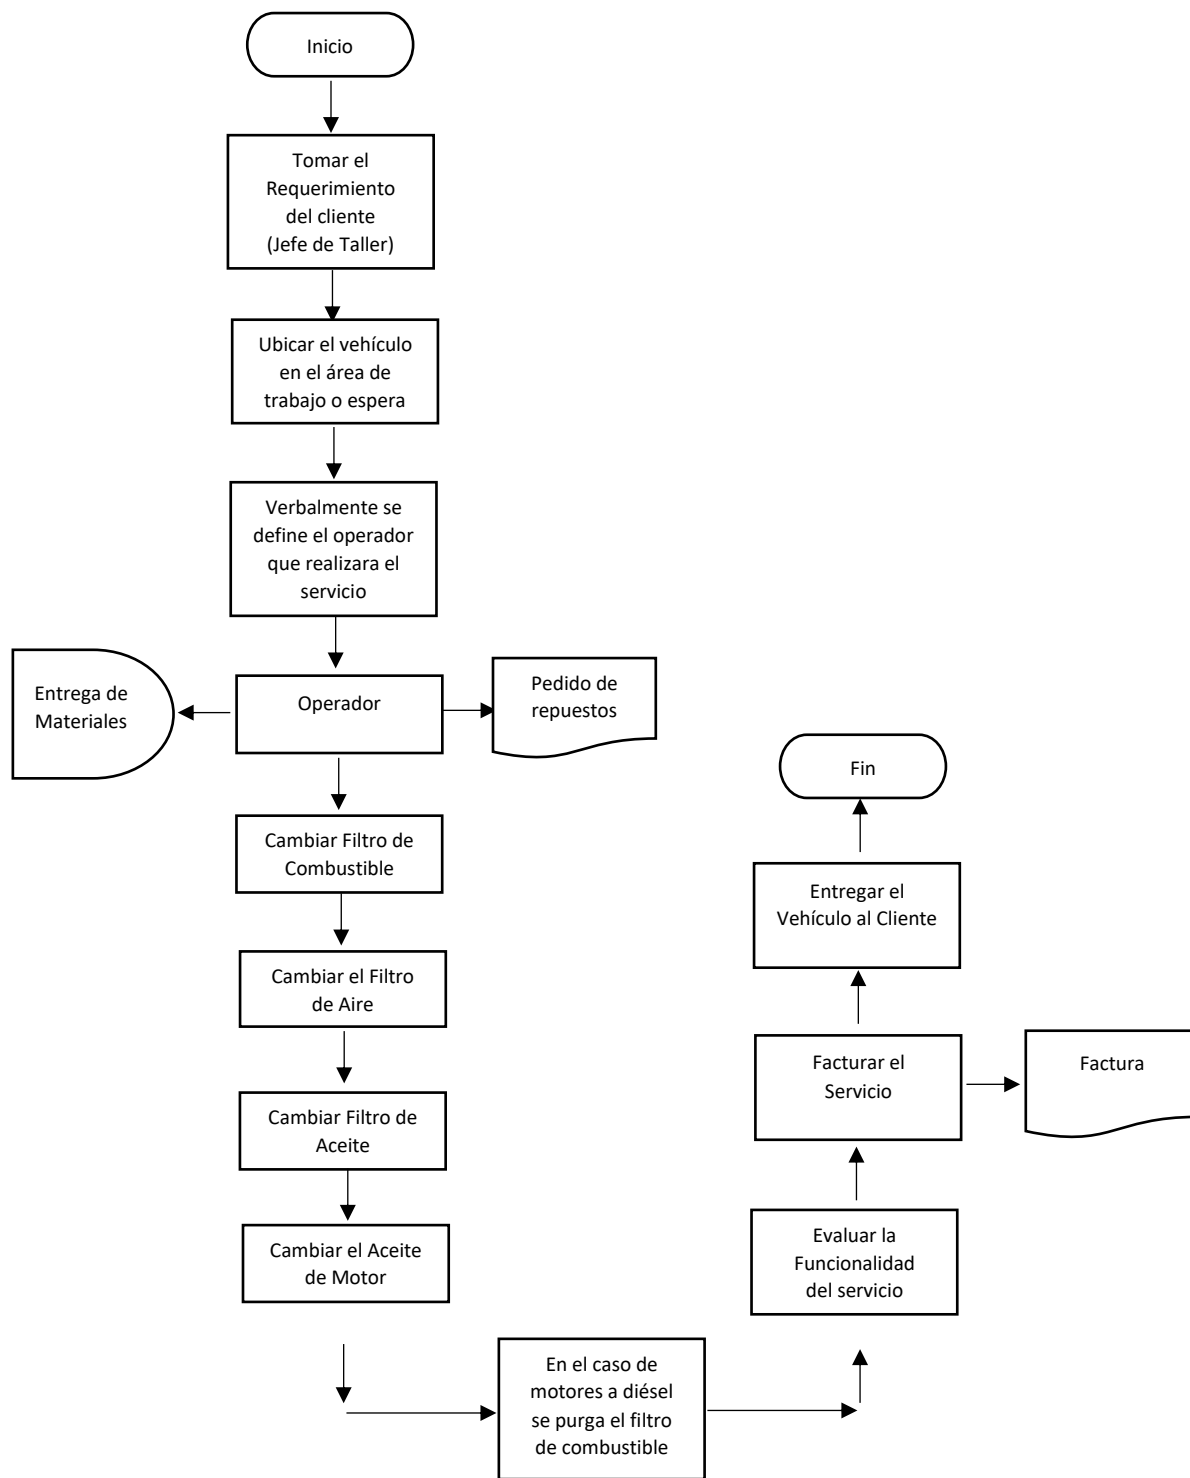 Inicio
Tomar el
Requerimiento
del cliente
(Jefe de Taller)
Ubicar el vehículo
en el área de
trabajo o espera
Verbalmente se
define el operador
que realizara el
servicio
Entrega de
Materiales
Operador
Pedido de
repuestos
Cambiar Filtro de
Combustible
Cambiar el Filtro
de Aire
Cambiar Filtro de
Aceite
Cambiar el Aceite
de Motor
En el caso de
motores a diésel
se purga el filtro
de combustible
Evaluar la
Funcionalidad
del servicio
Facturar el
Servicio
Factura
Entregar el
Vehículo al Cliente
Fin